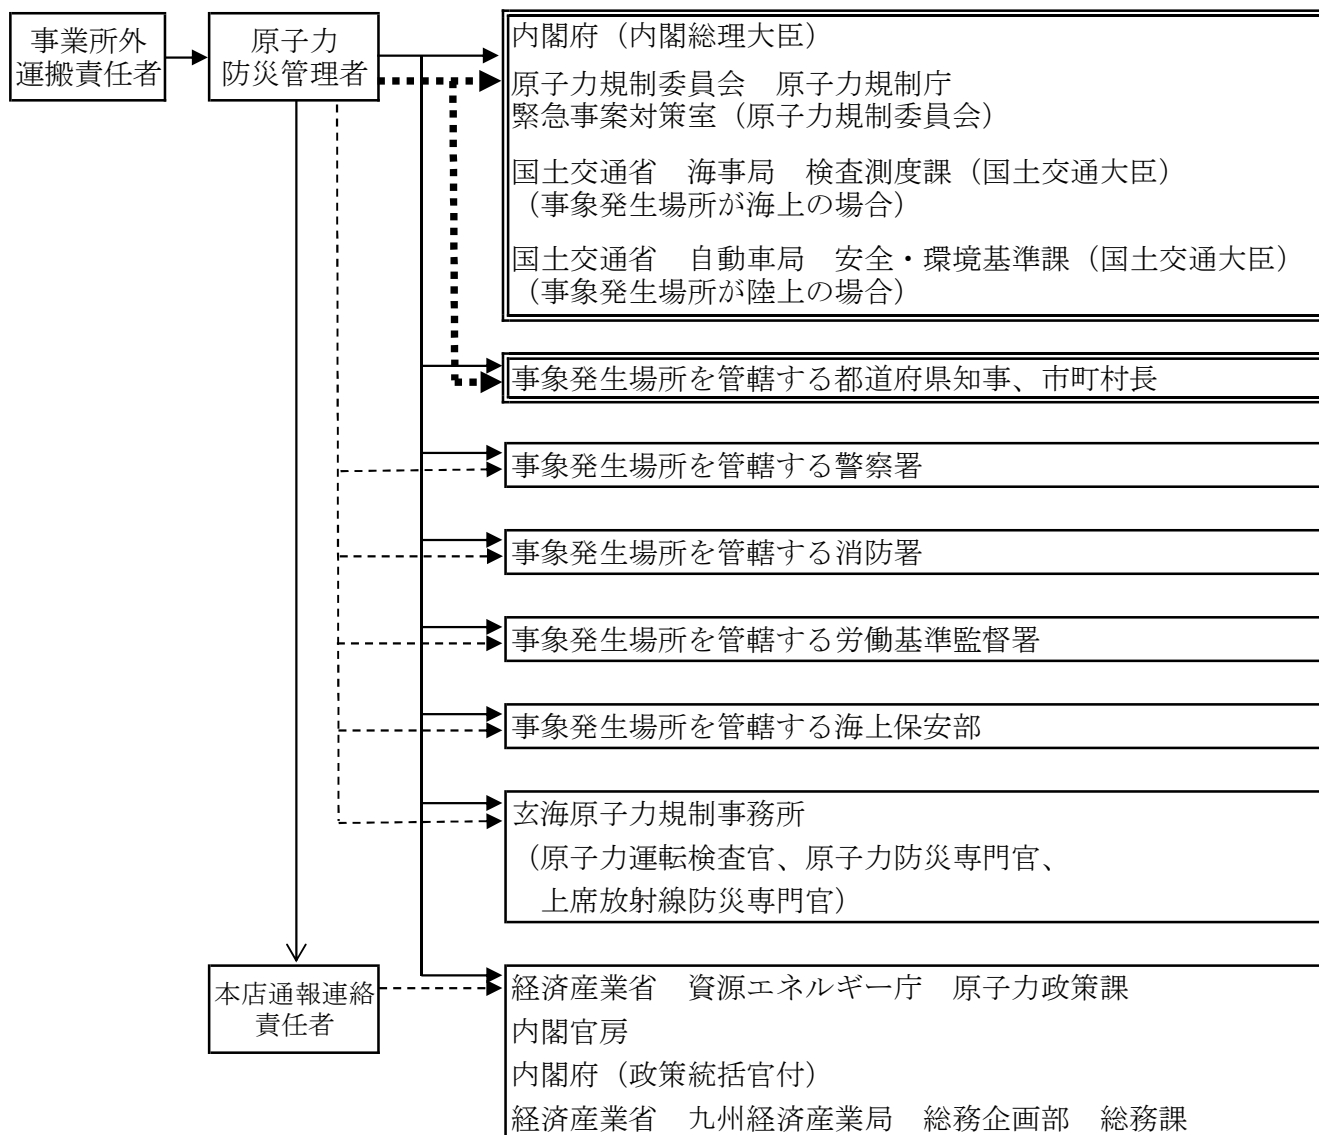 事業所外
運搬責任者
原子力
防災管理者
内閣府（内閣総理大臣）
原子力規制委員会　原子力規制庁
緊急事案対策室（原子力規制委員会）
国土交通省　海事局　検査測度課（国土交通大臣）
（事象発生場所が海上の場合）
国土交通省　自動車局　安全・環境基準課（国土交通大臣）
（事象発生場所が陸上の場合）
事象発生場所を管轄する都道府県知事、市町村長
事象発生場所を管轄する警察署
事象発生場所を管轄する消防署
事象発生場所を管轄する労働基準監督署
事象発生場所を管轄する海上保安部
玄海原子力規制事務所
（原子力運転検査官、原子力防災専門官、
上席放射線防災専門官）
本店通報連絡
責任者
経済産業省　資源エネルギー庁　原子力政策課
内閣官房
内閣府（政策統括官付）
経済産業省　九州経済産業局　総務企画部　総務課